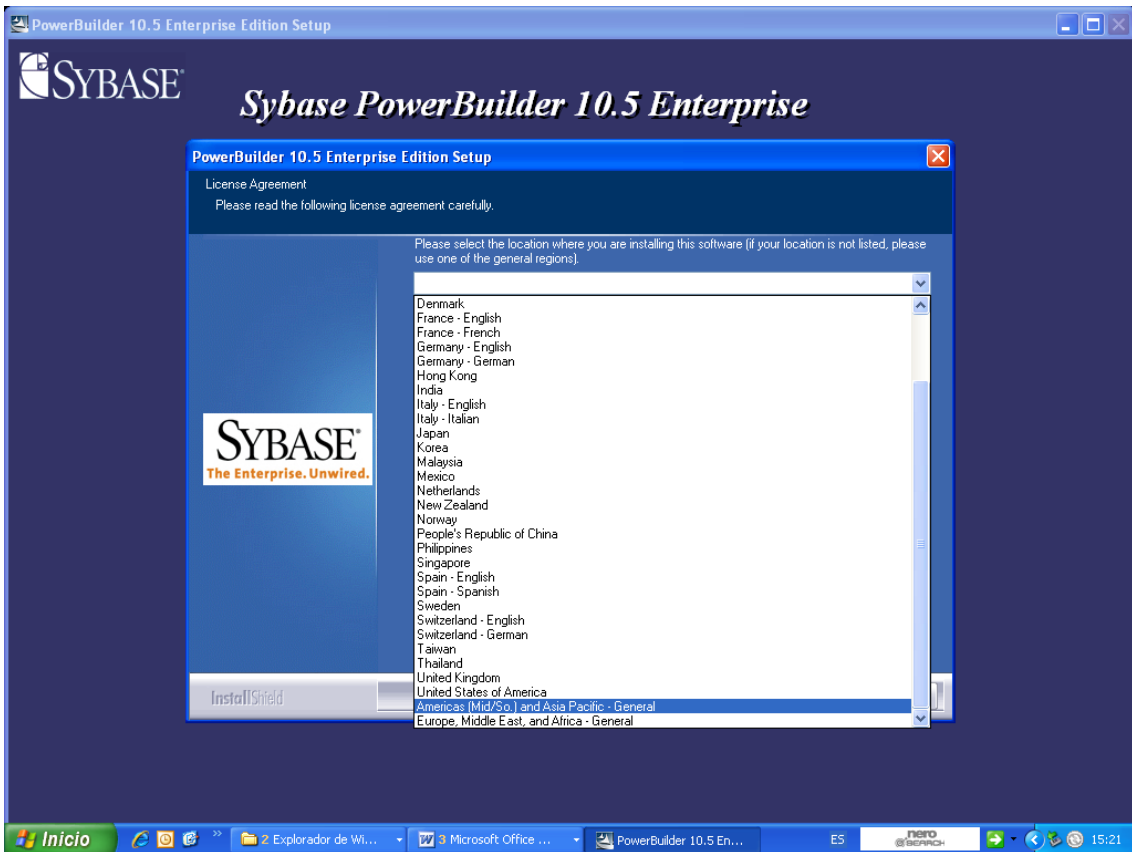 PowerBuilder 10.5 Enterprise Edition Setup
SYBASE
Sybase PowerBuilder 10.5 Enterprise
PowerBuilder 10.5 Enterprise Edition Setup
License Agreement
Please read the following license agreement carefully.
Please select the location where you are installing this software (if your location is not listed, please
use one of the general regions).
Denmark
France - English
France - French
Germany - English
Germany - German
Hong Kong
India
Italy - English
Italy - Italian
Japan
Korea
Malaysia
Mexico
Netherlands
New Zealand
Norway
People's Republic of China
Philippines
Singapore
Spain - English
Spain - Spanish
Sweden
Switzerland - English
Switzerland - German
Taiwan
Thailand
United Kingdom
United States of America
Americas (Mid/So.) and Asia Pacific - General
Europe, Middle East, and Africa - General
SYBASE
The Enterprise. Unwired.
InstallShield
Inicio
2 Explorador de Wi...
3 Microsoft Office ...
PowerBuilder 10.5 En...
ES
nero
@SEARCH
15:21